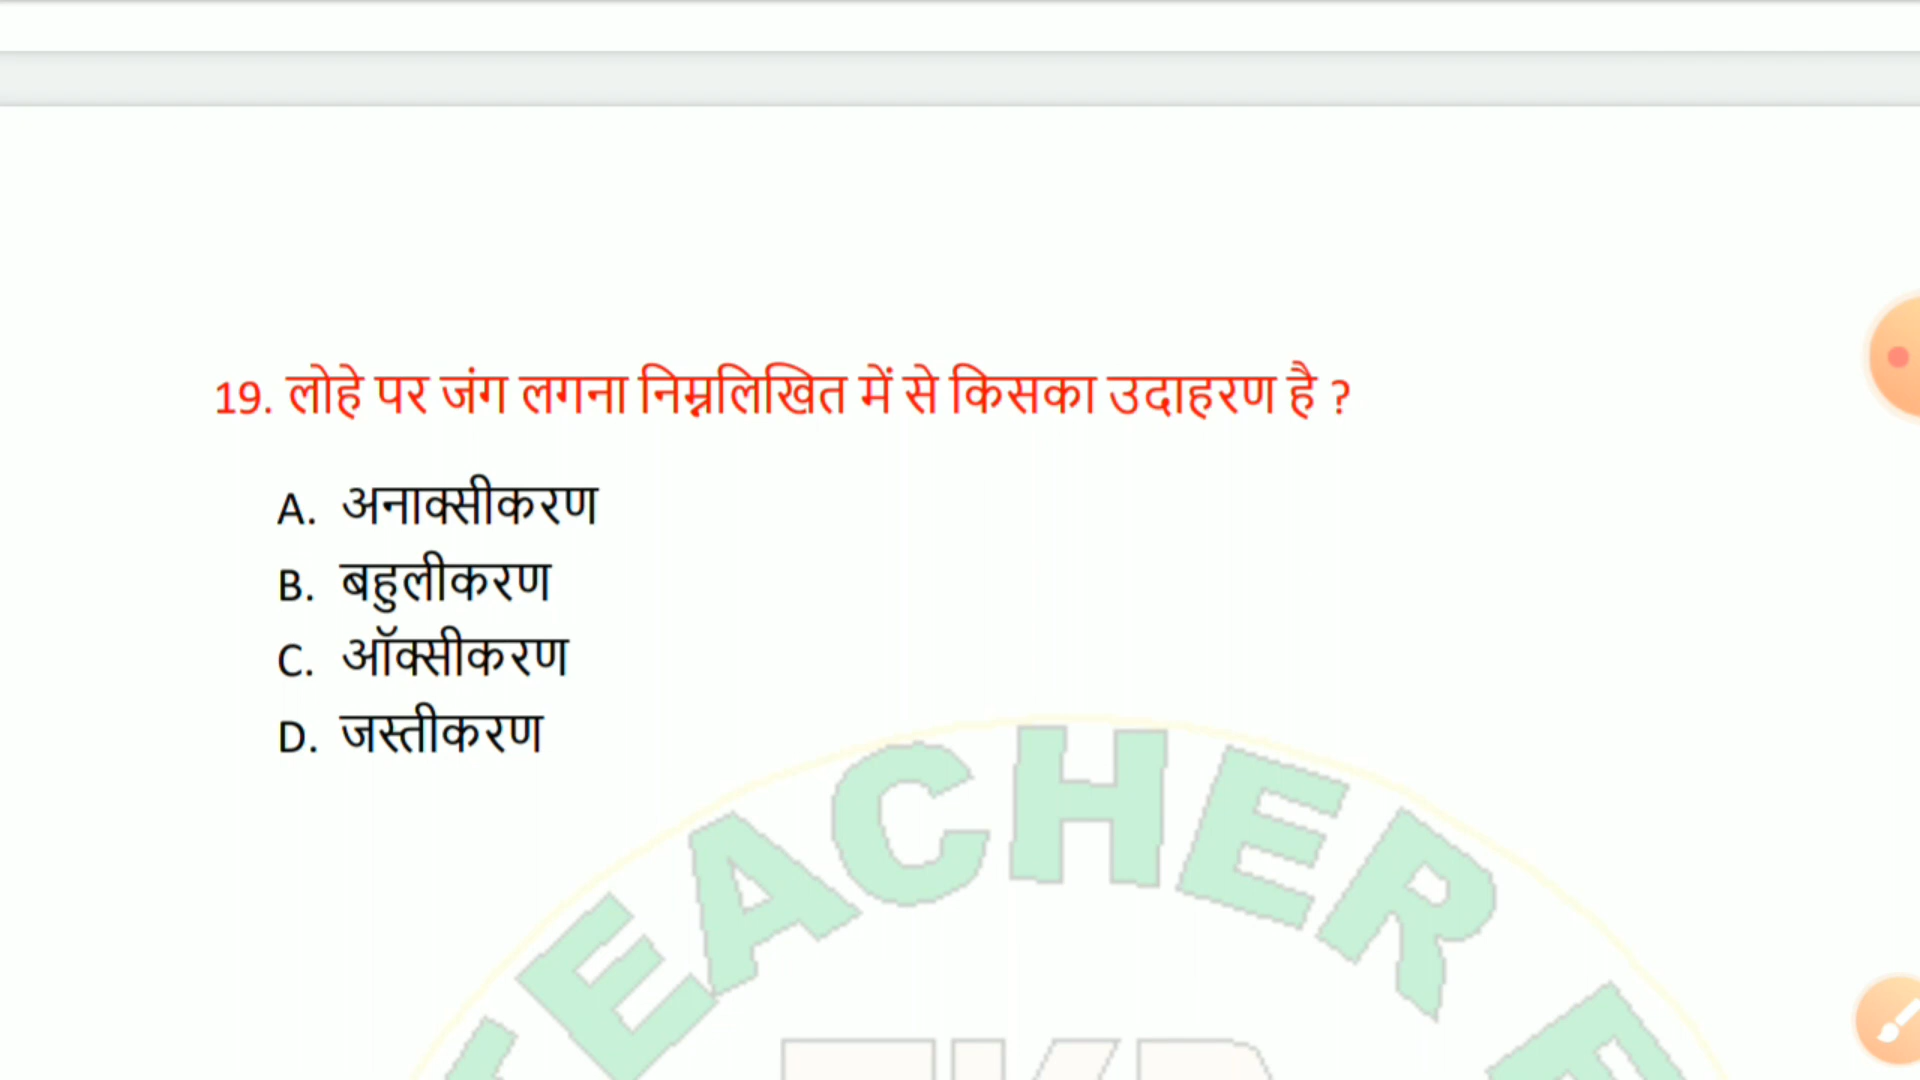 19. लोहे पर जंग लगना निम्नलिखित में से किसका उदाहरण है ?
A. अनाक्सीकरण
B. बहुलीकरण
C. ऑक्सीकरण
D. जस्तीकरण
TEACHER